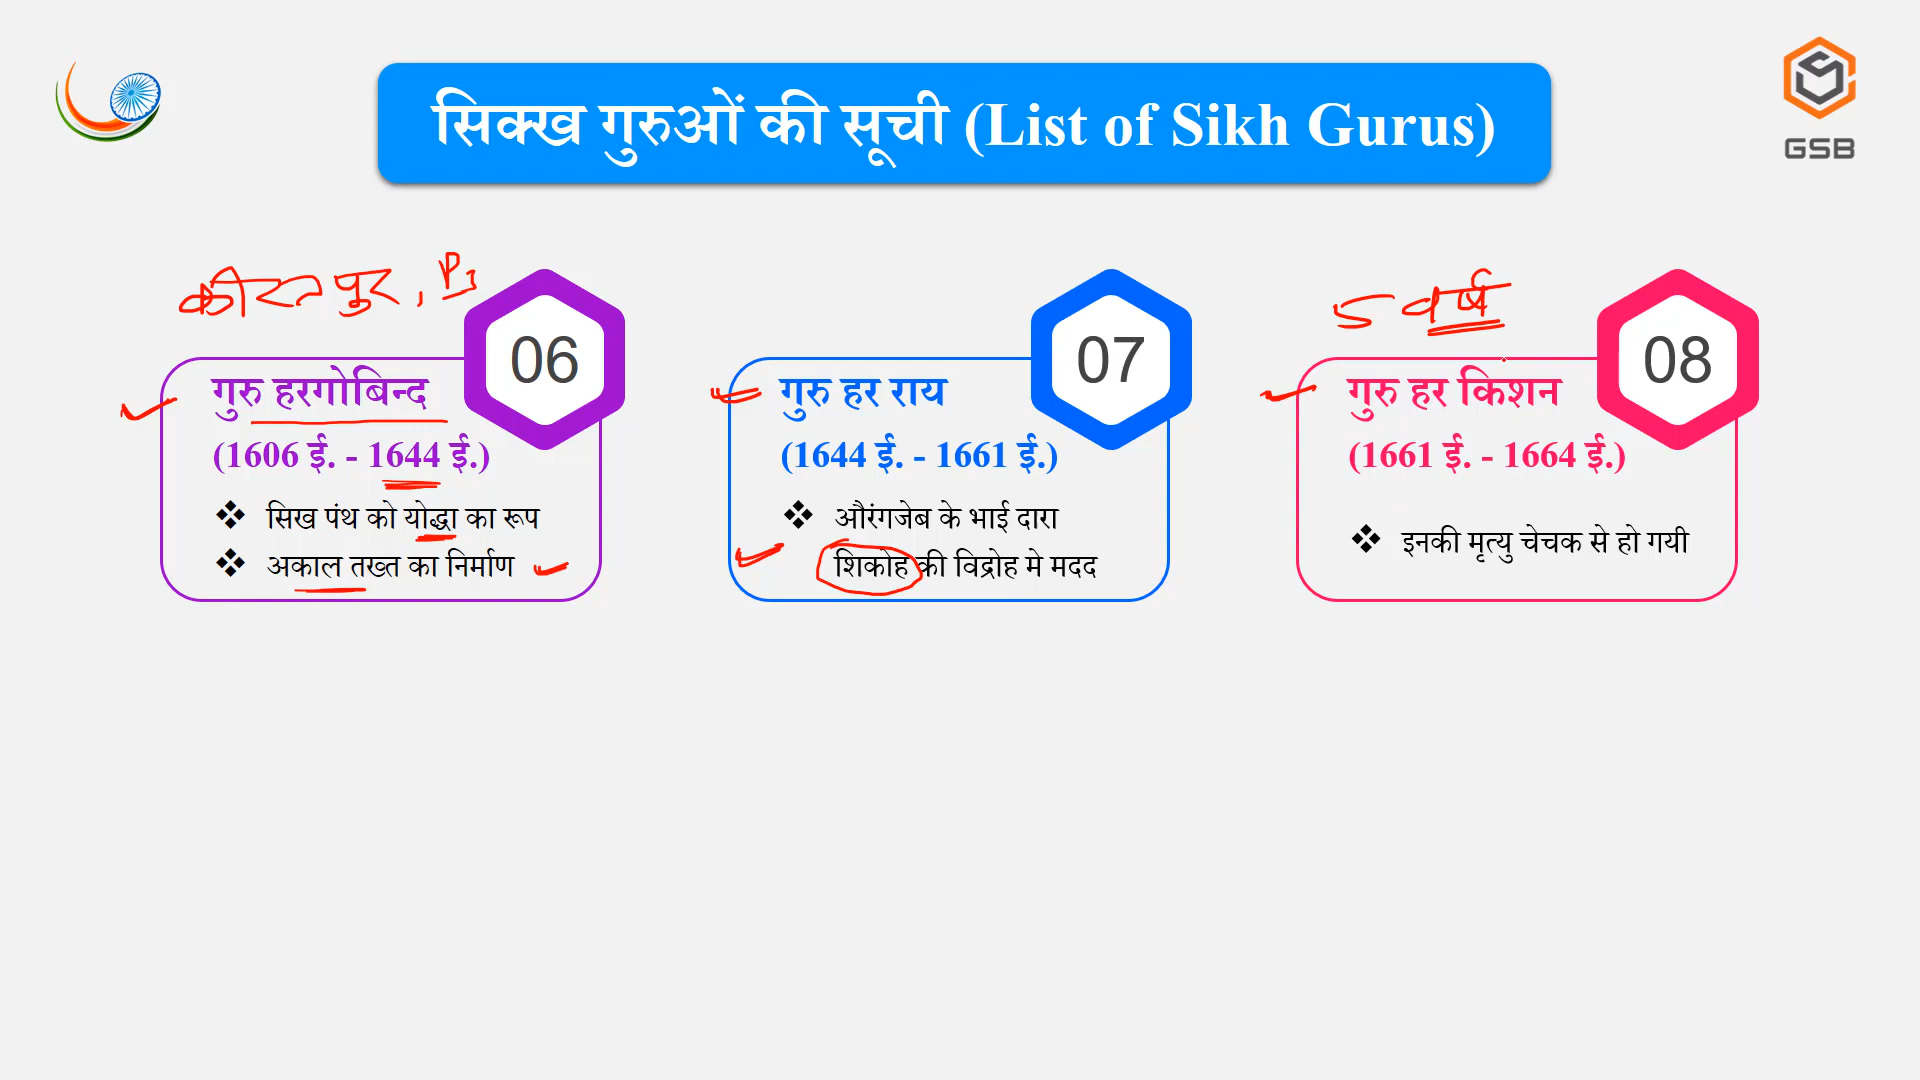 सिक्ख गुरुओं की सूची (List of Sikh Gurus)
GSB
कीरतपुर, P
06
गुरु हरगोबिन्द
(1606 ई. - 1644 ई.)
❖ सिख पंथ को योद्धा का रूप
❖ अकाल तख्त का निर्माण
07
गुरु हर राय
(1644 ई. - 1661 ई.)
❖ औरंगजेब के भाई दारा
शिकोह की विद्रोह मे मदद
5 वर्ष
08
गुरु हर किशन
(1661 ई. - 1664 ई.)
❖ इनकी मृत्यु चेचक से हो गयी